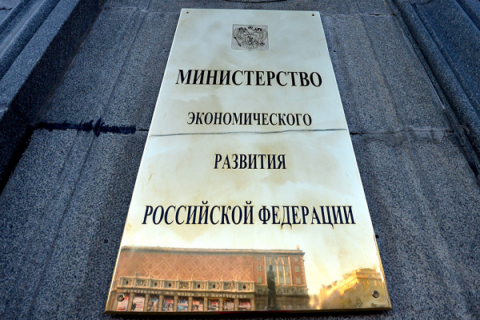 МИНИСТЕРСТВО
ЭКОНОМИЧЕСКОГО
РАЗВИТИЯ
РОССИЙСКОЙ ФЕДЕРАЦИИ